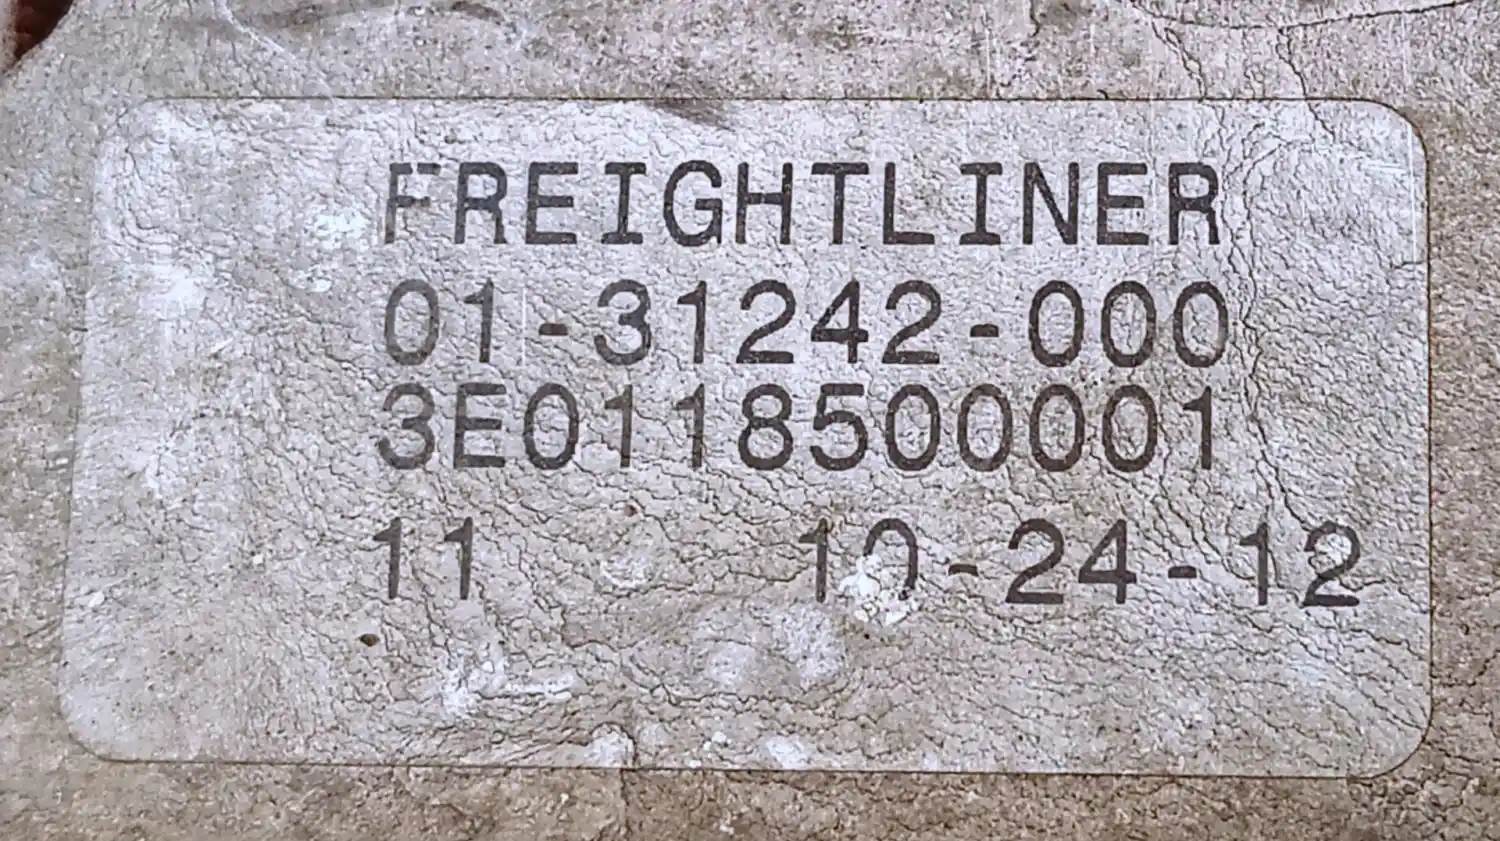 FREIGHTLINER
01-31242-000
3E0118500001
11 10-24-12